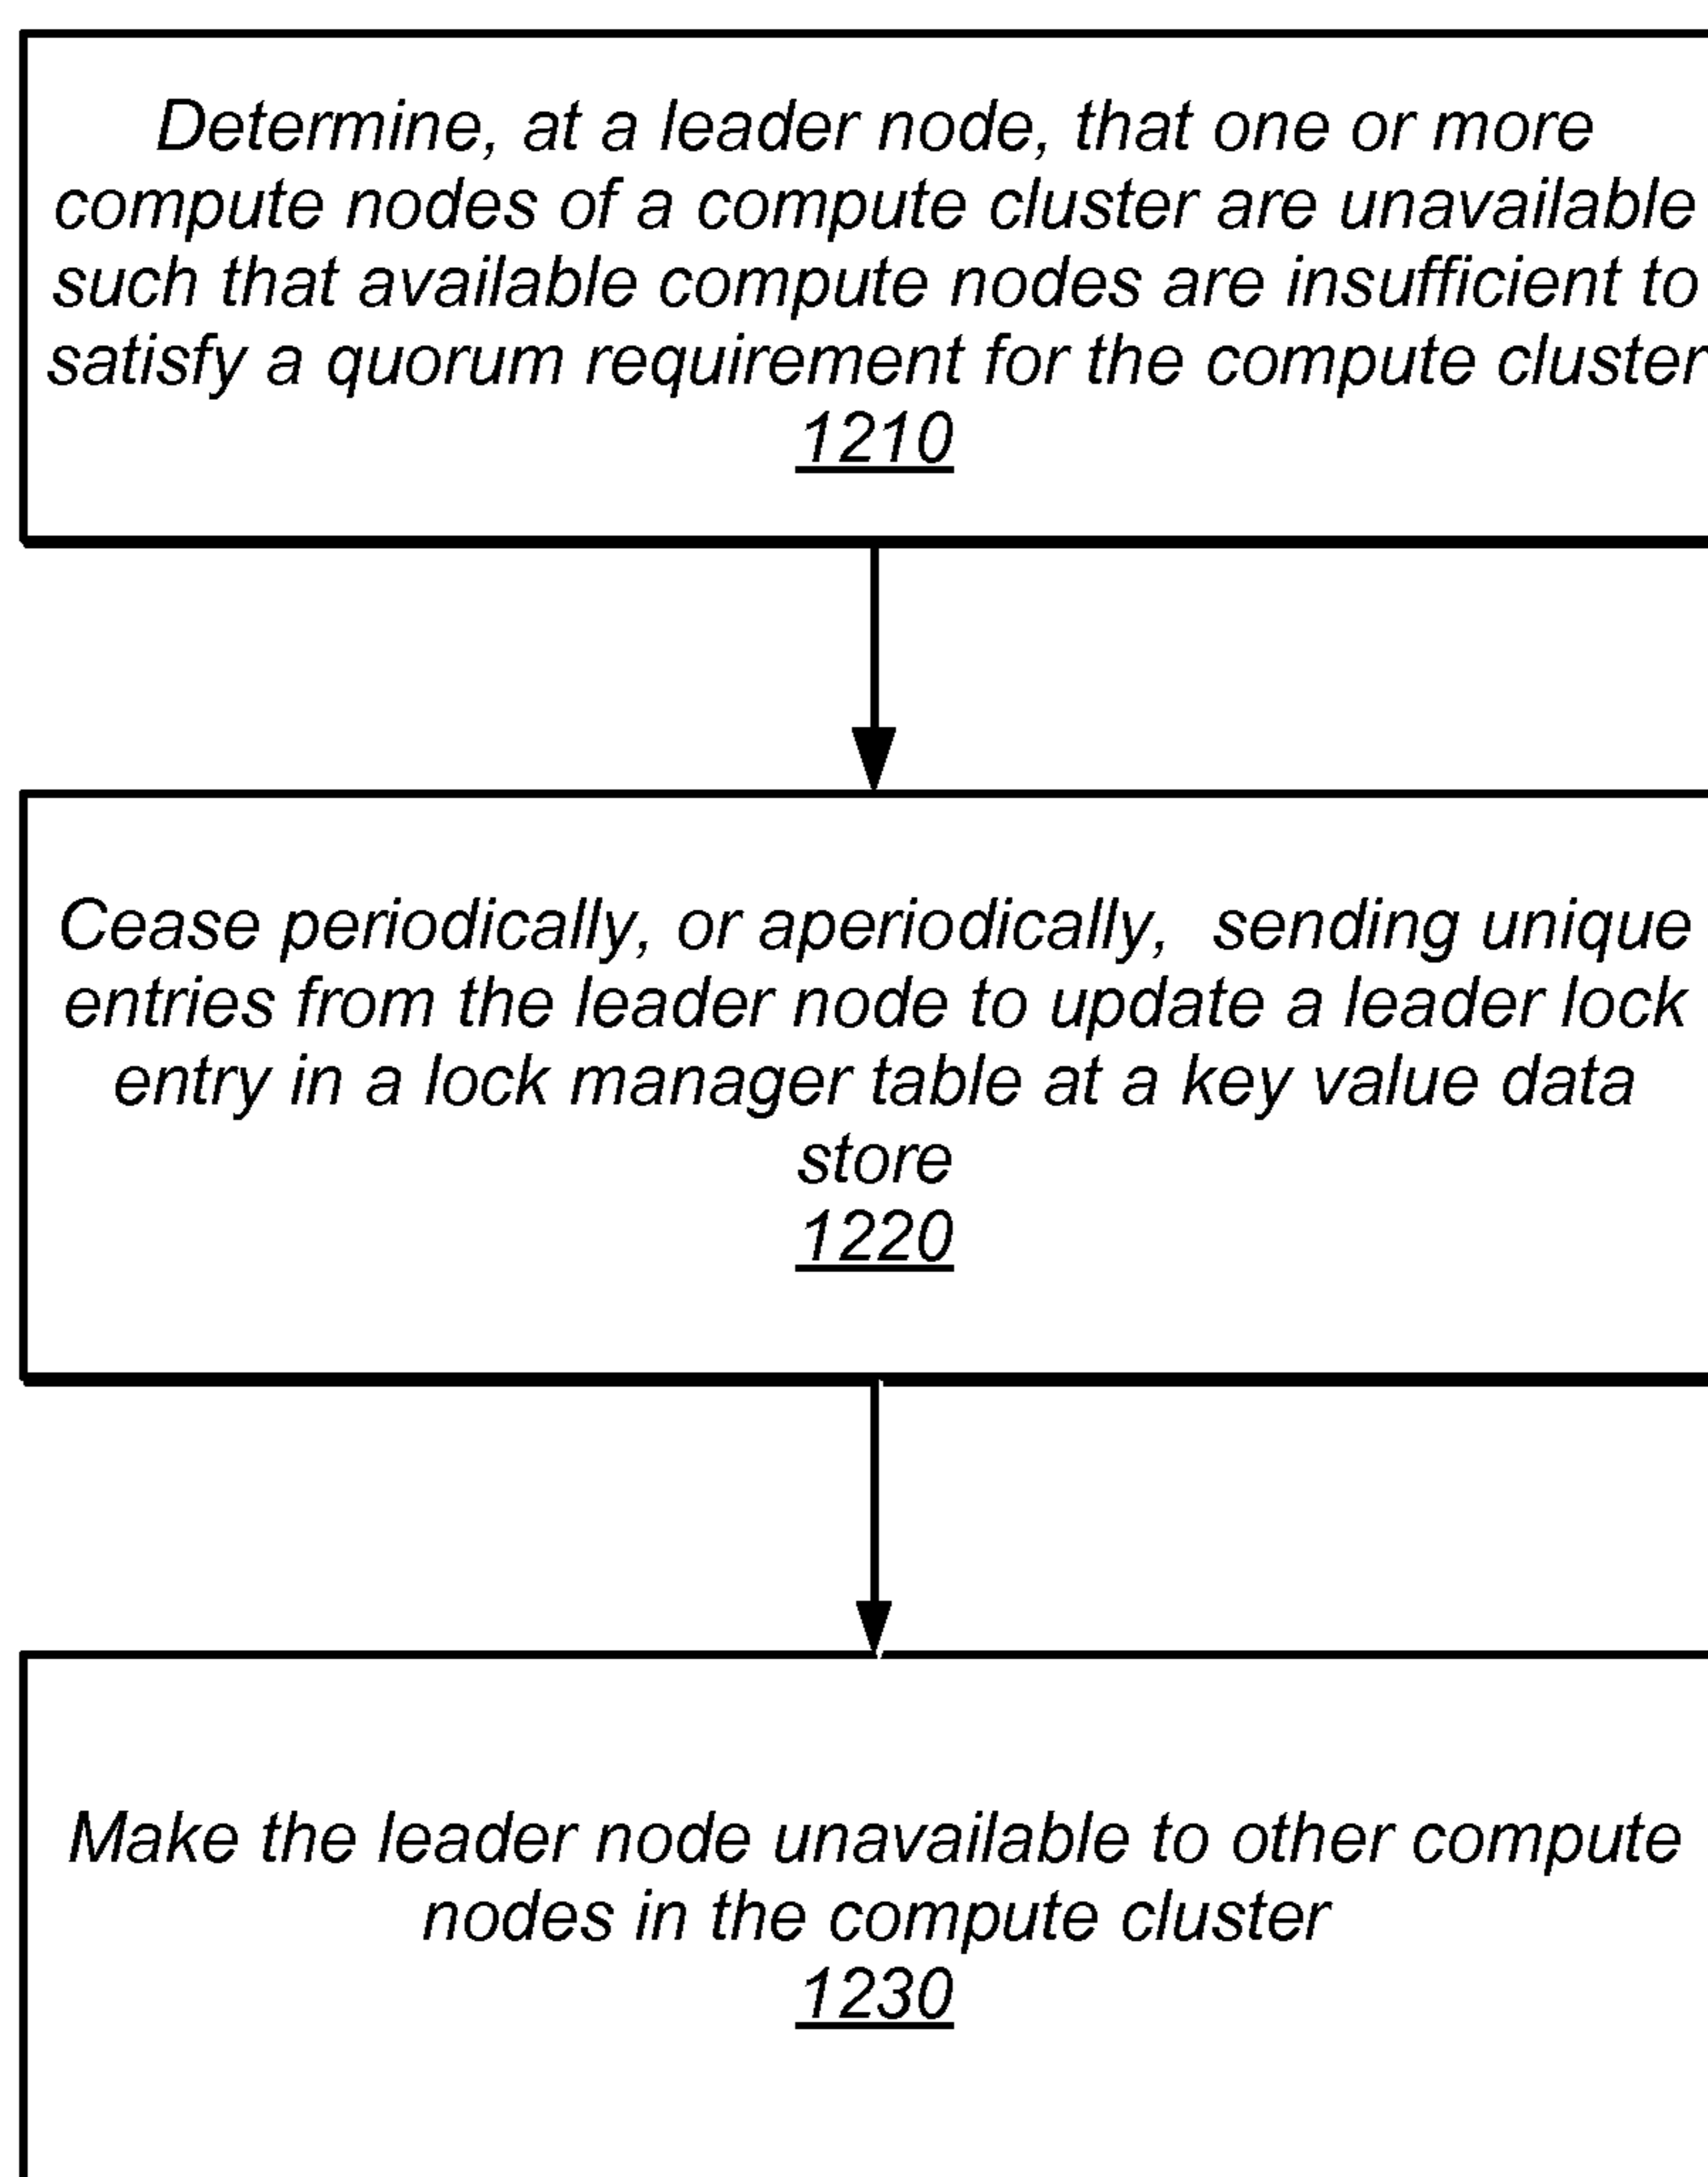 Determine, at a leader node, that one or more
compute nodes of a compute cluster are unavailable
such that available compute nodes are insufficient to
satisfy a quorum requirement for the compute cluster
1210
Cease periodically, or aperiodically, sending unique
entries from the leader node to update a leader lock
entry in a lock manager table at a key value data
store
1220
Make the leader node unavailable to other compute
nodes in the compute cluster
1230